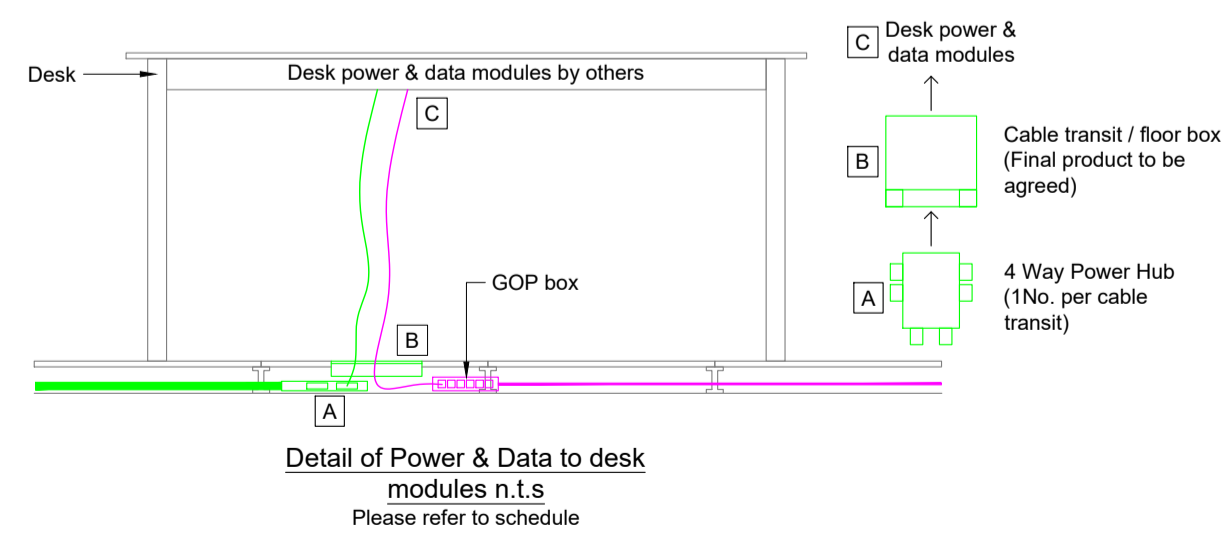 Desk
Desk power & data modules by others
C
GOP box
B
A
Detail of Power & Data to desk
modules n.t.s
Please refer to schedule
C
Desk power &
data modules
B
Cable transit / floor box
(Final product to be
agreed)
A
4 Way Power Hub
(1No. per cable
transit)